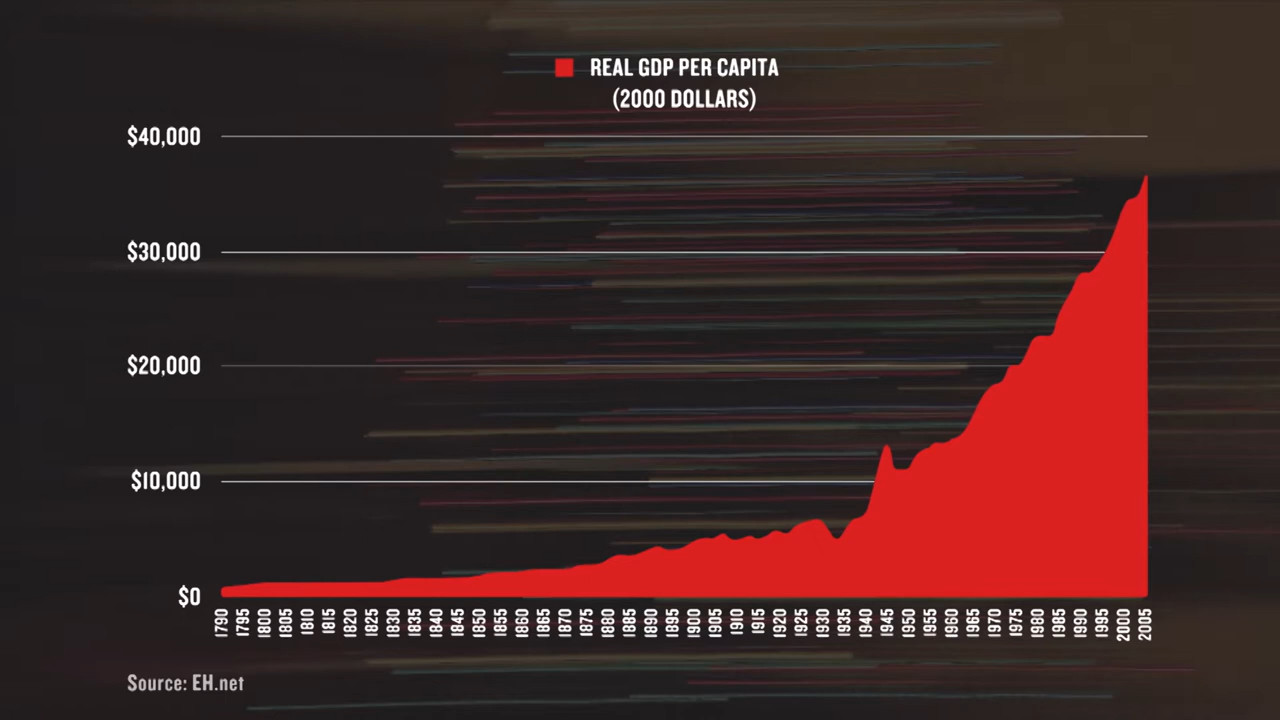 REAL GDP PER CAPITA
(2000 DOLLARS)
$40,000
$30,000
$20,000
$10,000
$0
1790 1795 1800 1805 1810 1815 1820 1825 1830 1835 1840 1845 1850 1855 1860 1865 1870 1875 1880 1885 1890 1895 1900 1905 1910 1915 1920 1925 1930 1935 1940 1945 1950 1955 1960 1965 1970 1975 1980 1985 1990 1995 2000 2005
Source: EH.net